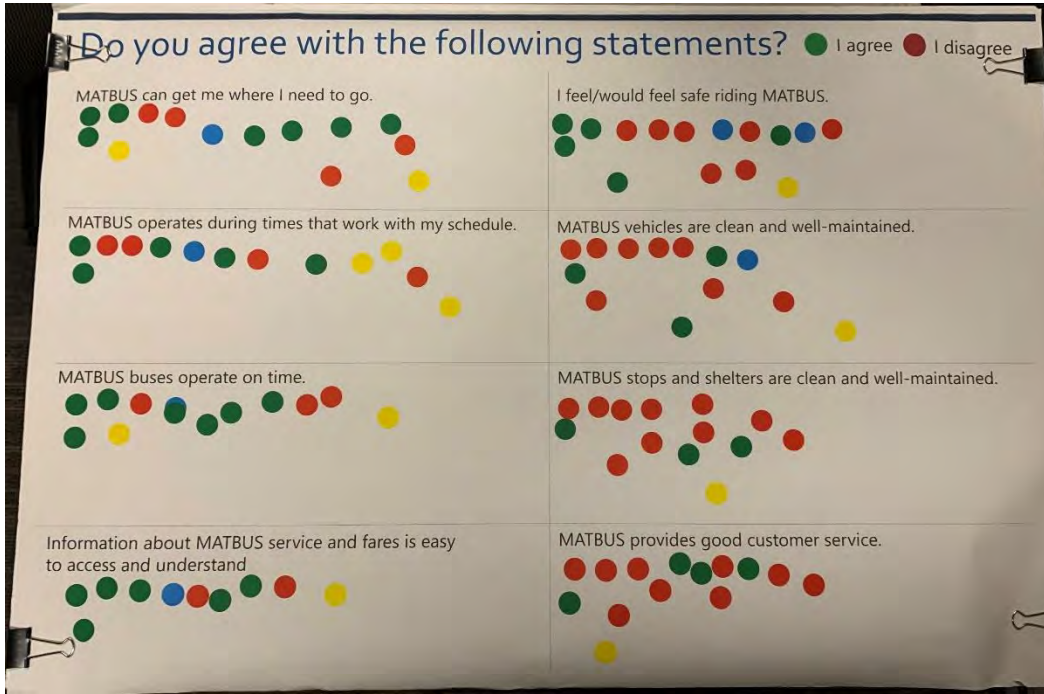 Do you agree with the following statements? I agree I disagree
MATBUS can get me where I need to go.
I feel/would feel safe riding MATBUS.
MATBUS operates during times that work with my schedule.
MATBUS vehicles are clean and well-maintained.
MATBUS buses operate on time.
MATBUS stops and shelters are clean and well-maintained.
Information about MATBUS service and fares is easy
to access and understand
MATBUS provides good customer service.